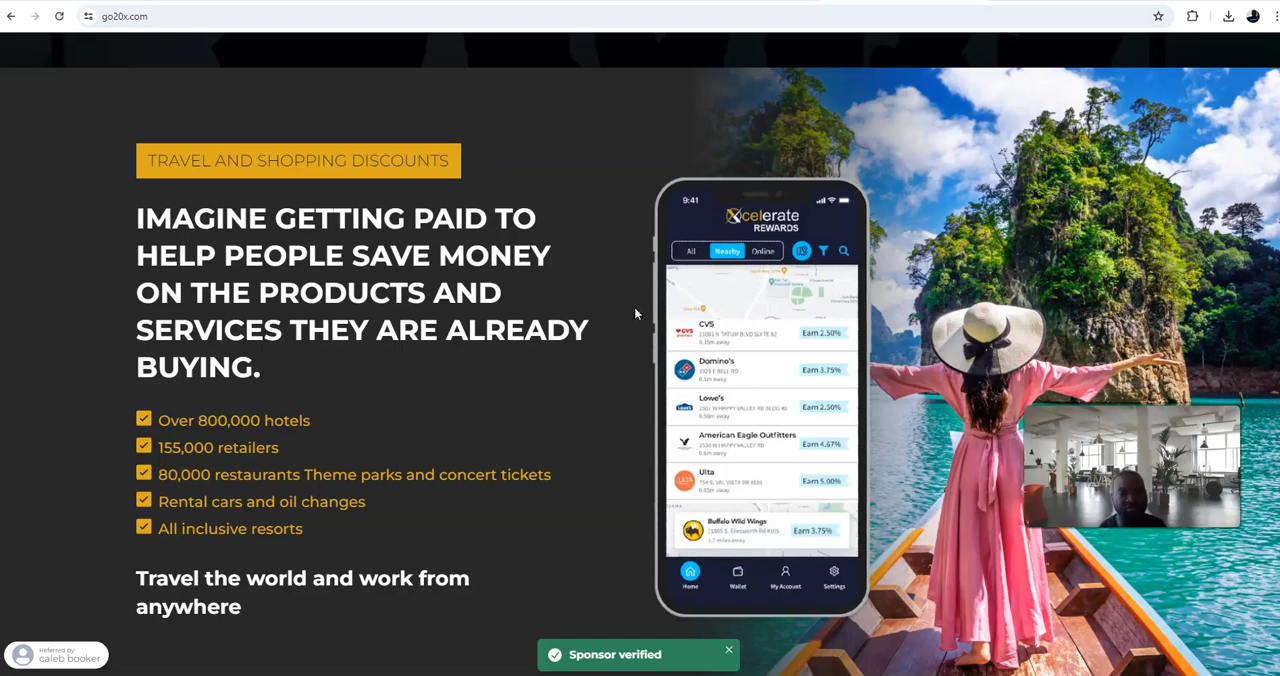 go20x.com
TRAVEL AND SHOPPING DISCOUNTS
IMAGINE GETTING PAID TO
HELP PEOPLE SAVE MONEY
ON THE PRODUCTS AND
SERVICES THEY ARE ALREADY
BUYING.
Over 800,000 hotels
155,000 retailers
80,000 restaurants Theme parks and concert tickets
Rental cars and oil changes
All inclusive resorts
Travel the world and work from
anywhere
9:41
Xcelerate
REWARDS
All Nearby Online
CVS
Earn 2.50%
Domino's
Earn 3.75%
Lowe's
Earn 2.50%
American Eagle Outfitters
Earn 4.67%
Ulta
Earn 5.00%
Buffalo Wild Wings
Earn 3.75%
1.7 miles away
Home Wallet My Account Settings
Referred by
caleb booker
Sponsor verified